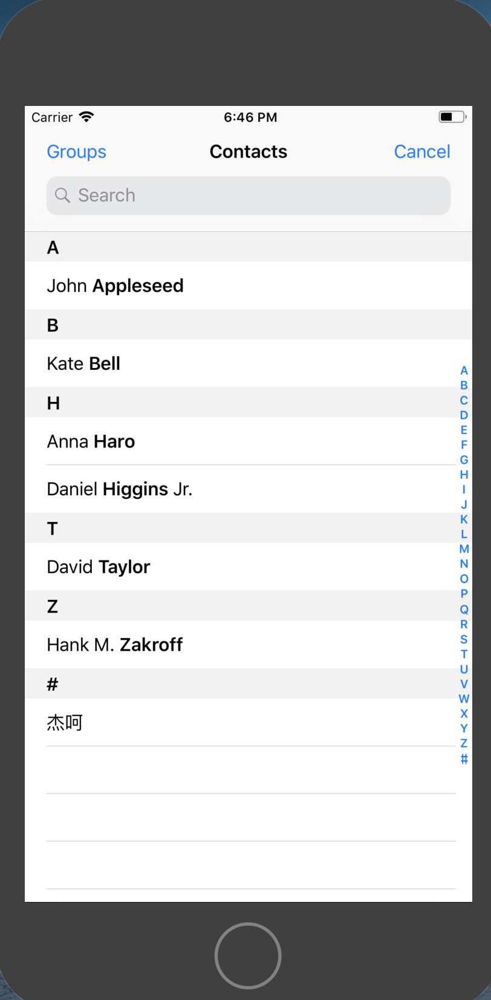 Carrier 6:46 PM
Groups Contacts Cancel
Search
A
John Appleseed
B
Kate Bell
H
Anna Haro
Daniel Higgins Jr.
T
David Taylor
Z
Hank M. Zakroff
#
杰呵
A
B
C
D
E
F
G
H
I
J
K
L
M
N
O
P
Q
R
S
T
U
V
W
X
Y
Z
#